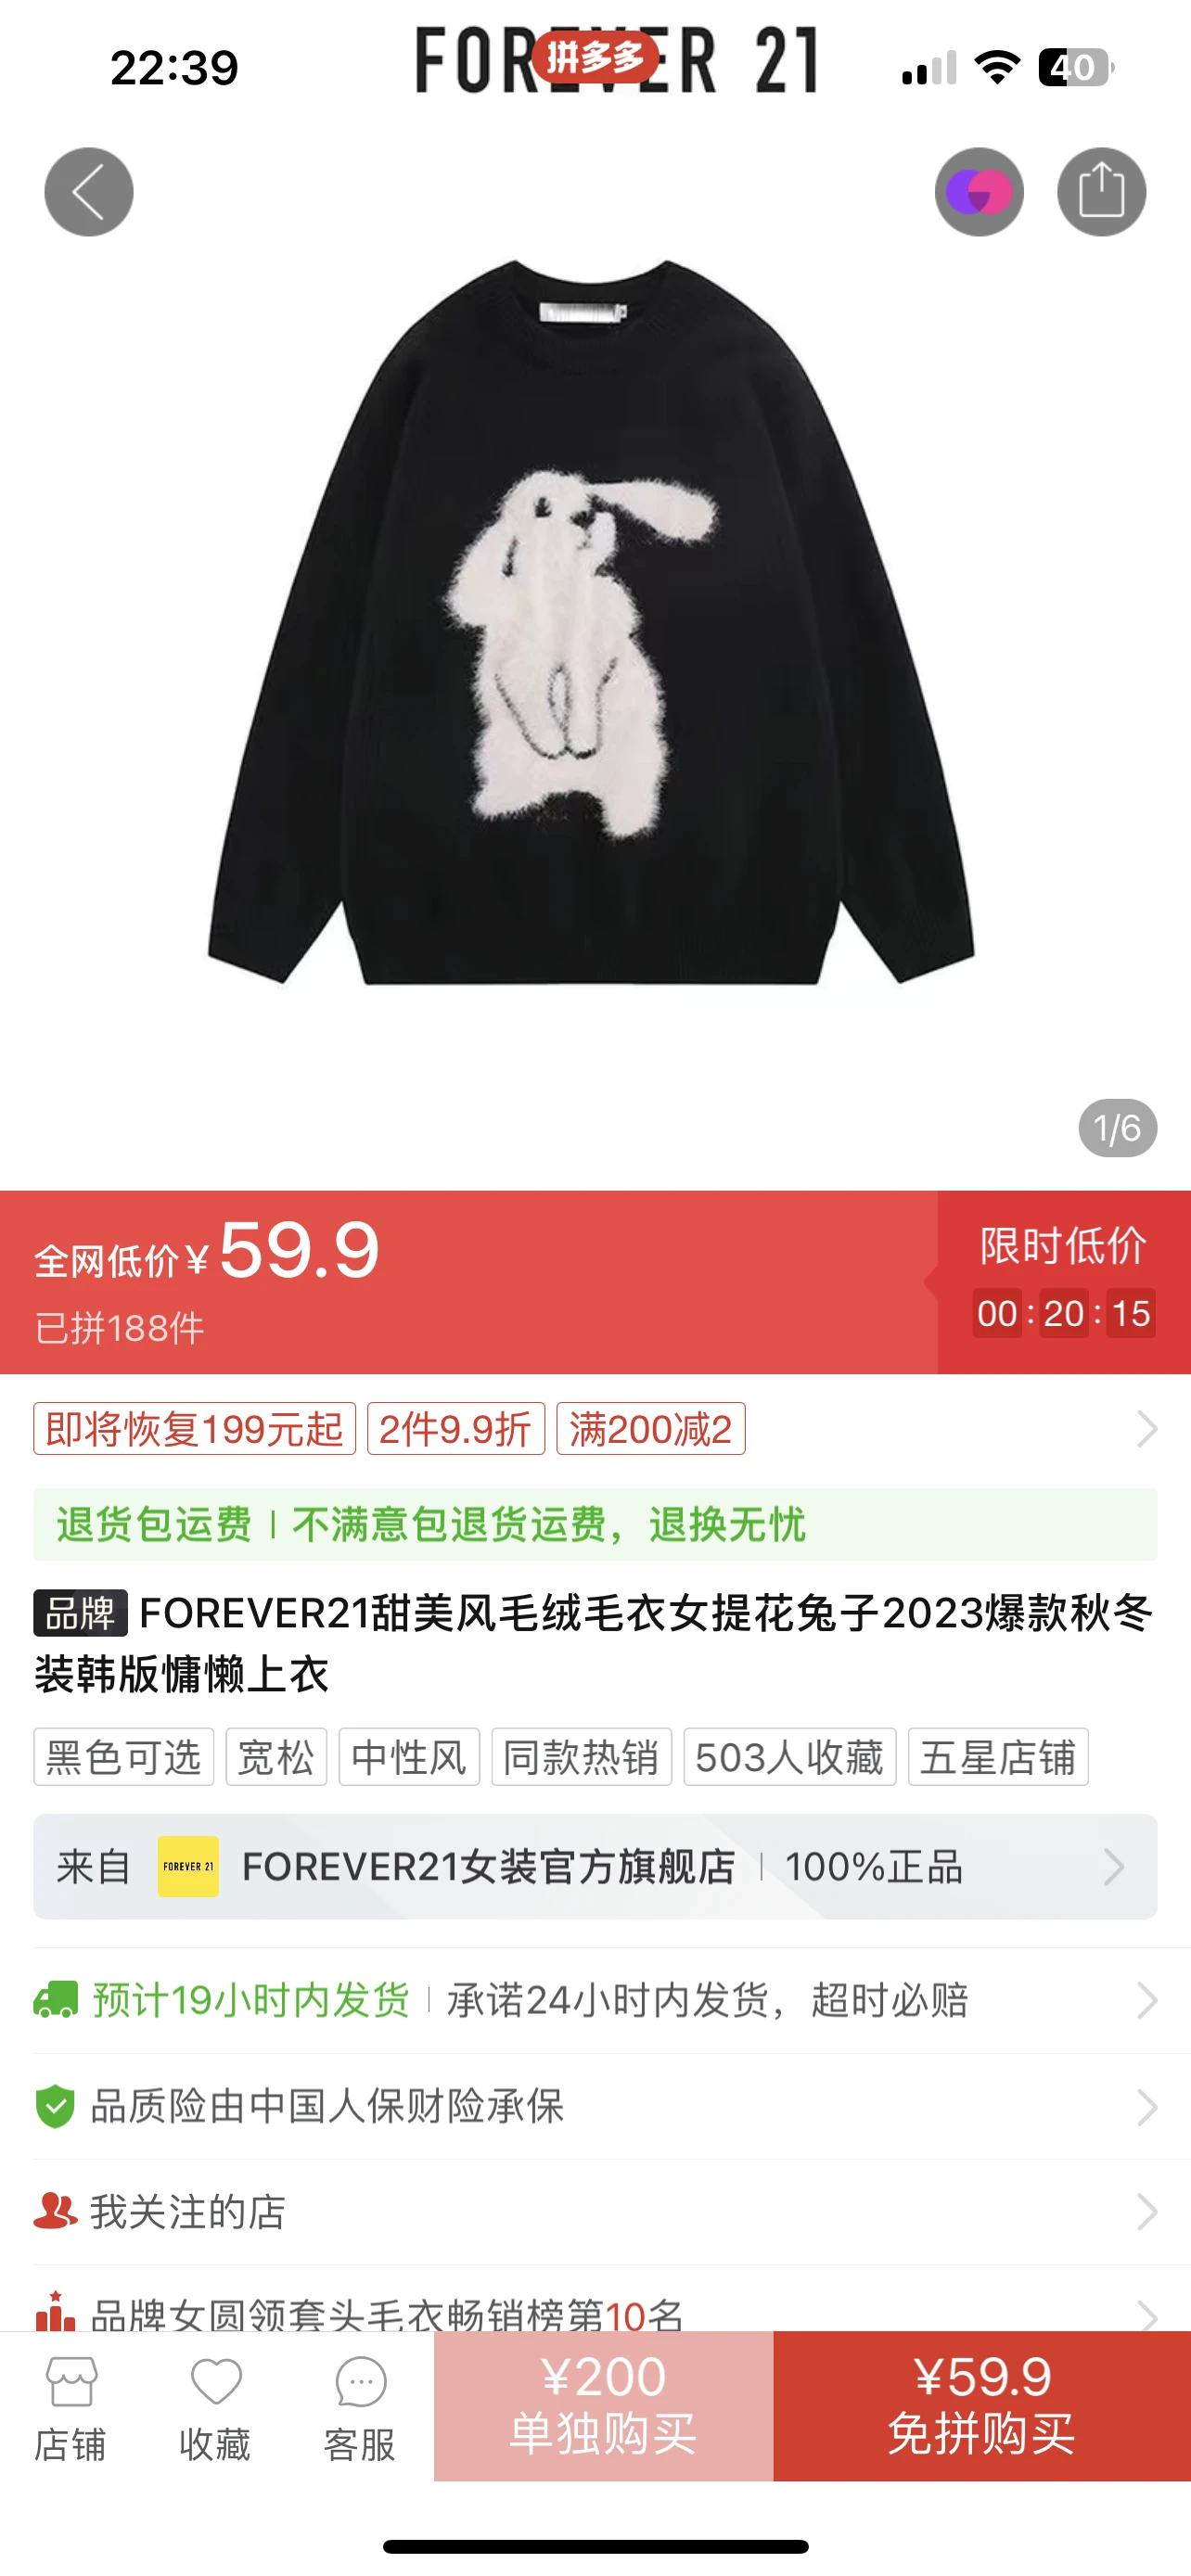 22:39
FOREVER 21
拼多多
40
1/6
全网低价¥59.9
已拼188件
限时低价
00:20:15
即将恢复199元起 2件9.9折 满200减2
退货包运费 | 不满意包退货运费，退换无忧
品牌 FOREVER21甜美风毛绒毛衣女提花兔子2023爆款秋冬
装韩版慵懒上衣
黑色可选 宽松 中性风 同款热销 503人收藏 五星店铺
来自 FOREVER 21 FOREVER21女装官方旗舰店 | 100%正品
预计19小时内发货 | 承诺24小时内发货，超时必赔
品质险由中国人保财险承保
我关注的店
品牌女圆领套头毛衣畅销榜第10名
店铺
收藏
客服
¥200
单独购买
¥59.9
免拼购买